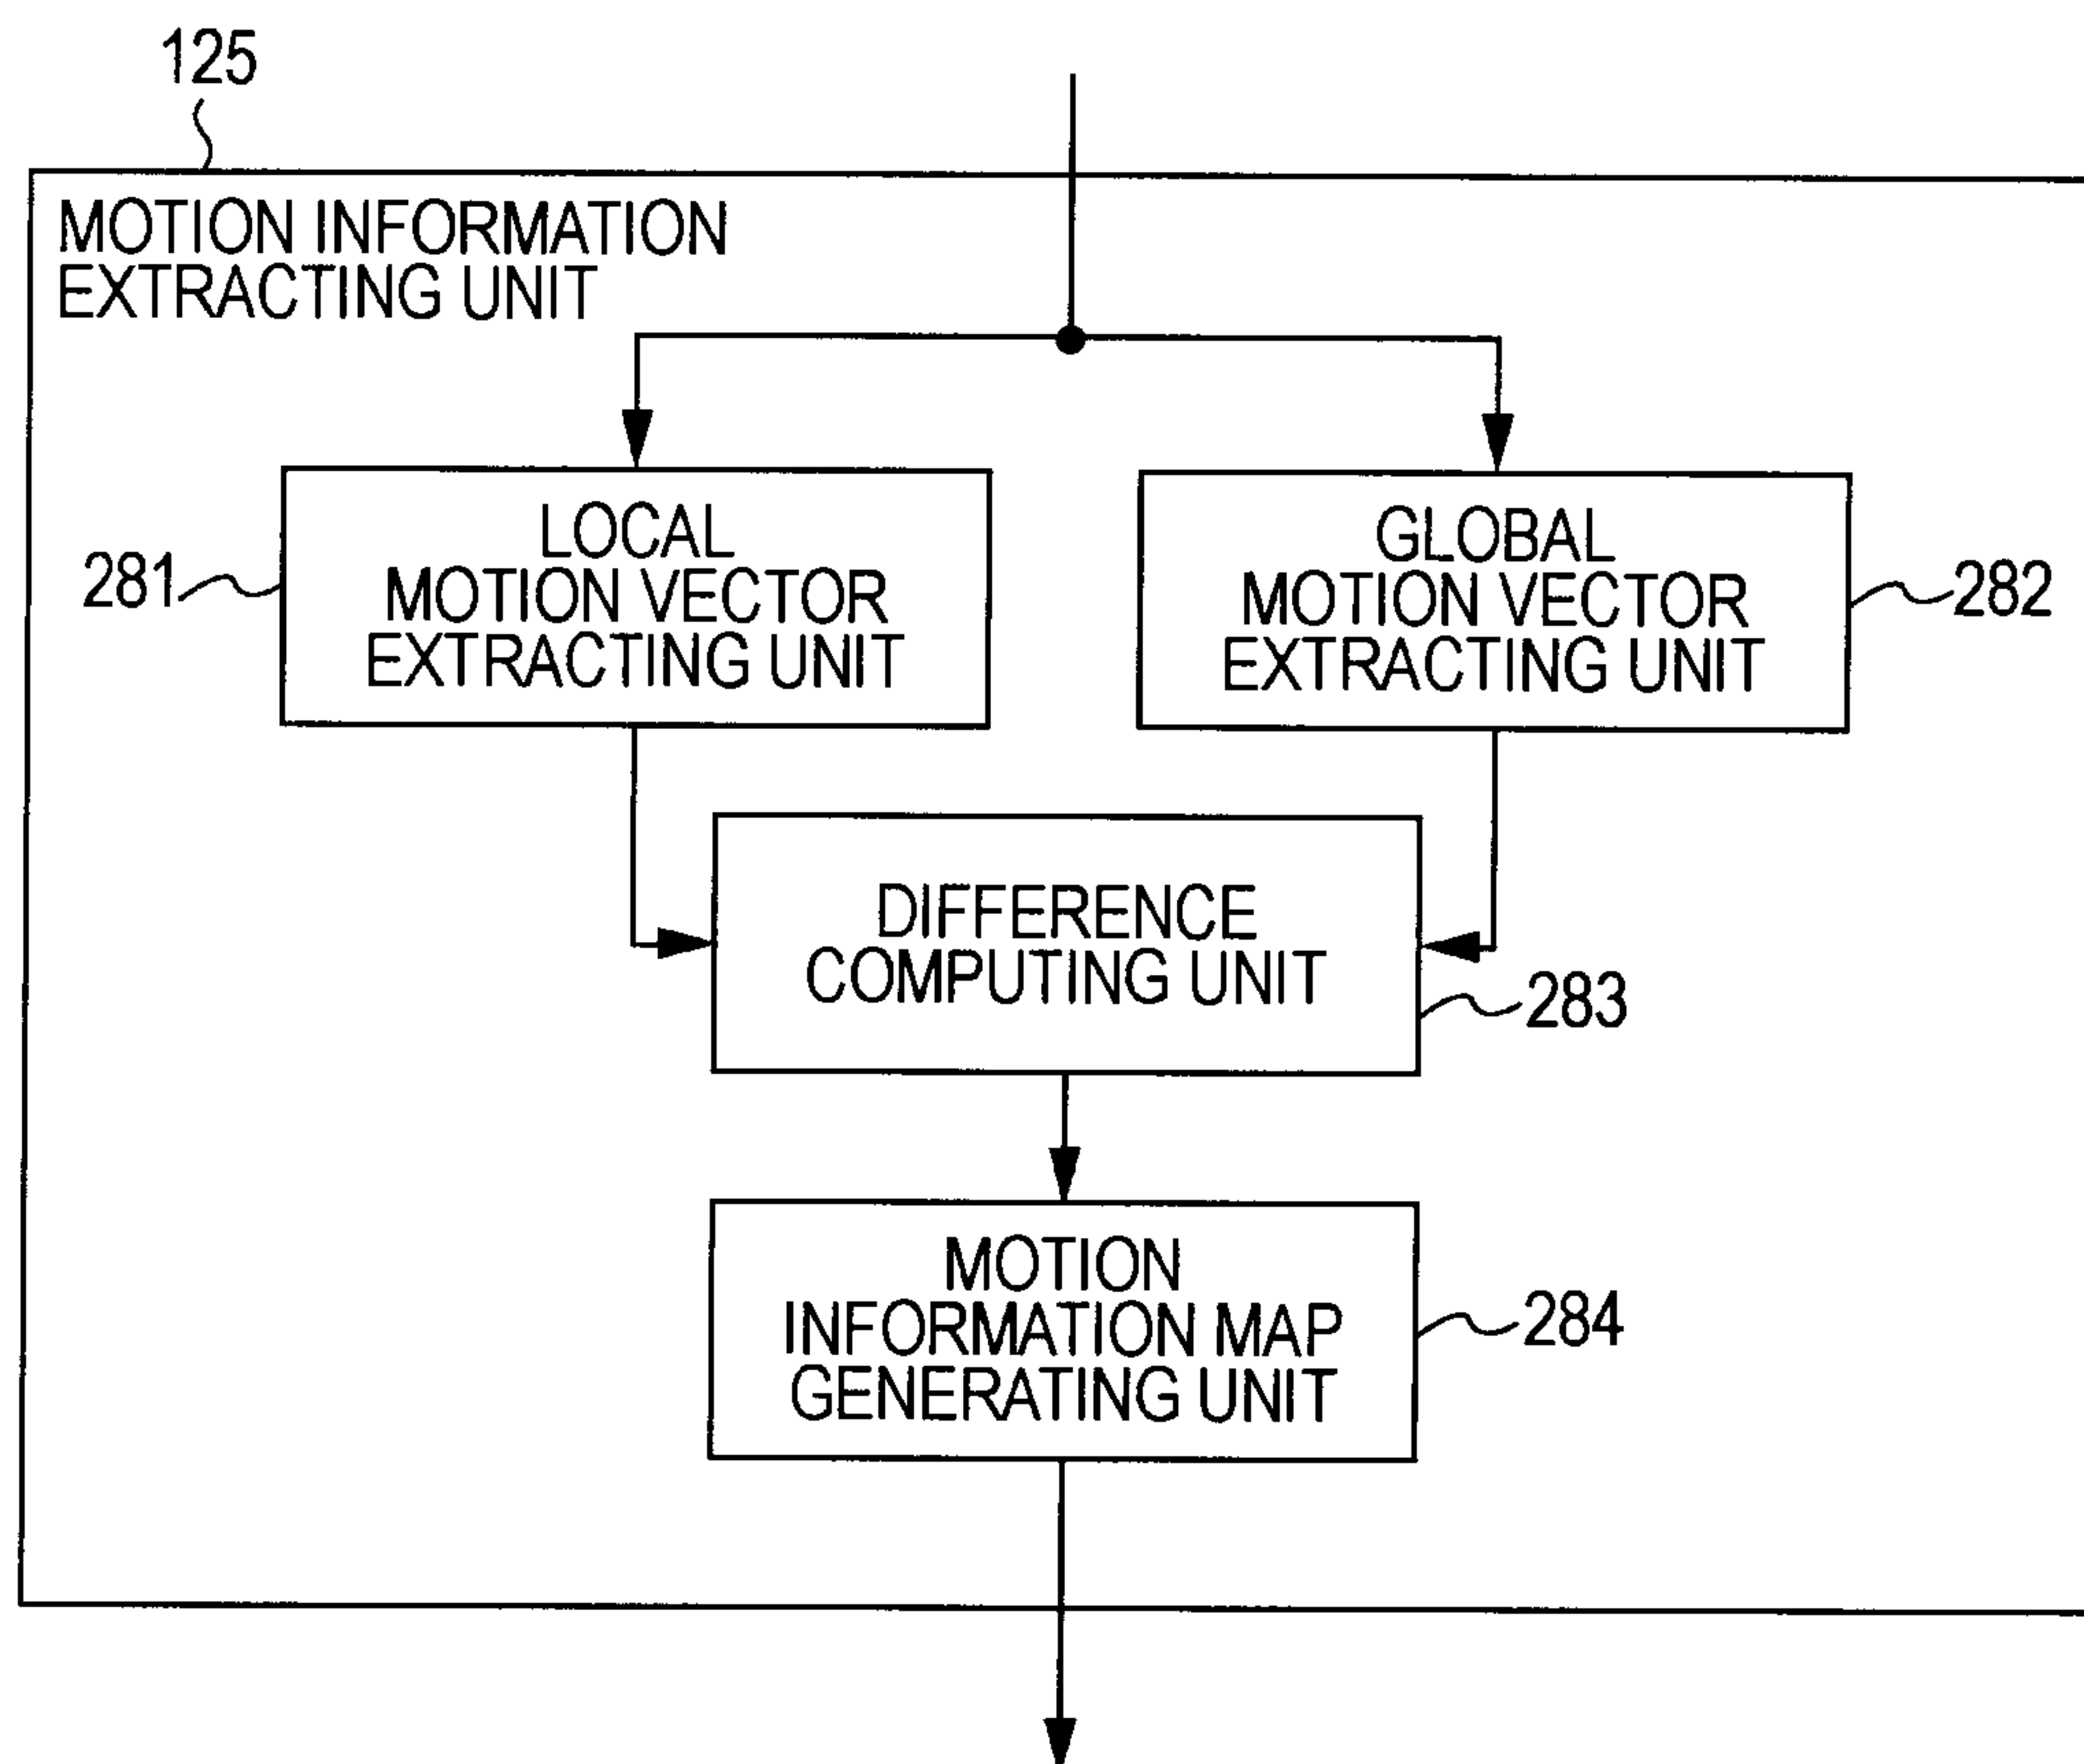 125
MOTION INFORMATION
EXTRACTING UNIT
LOCAL
MOTION VECTOR
EXTRACTING UNIT
281
GLOBAL
MOTION VECTOR
EXTRACTING UNIT
282
DIFFERENCE
COMPUTING UNIT
283
MOTION
INFORMATION MAP
GENERATING UNIT
284